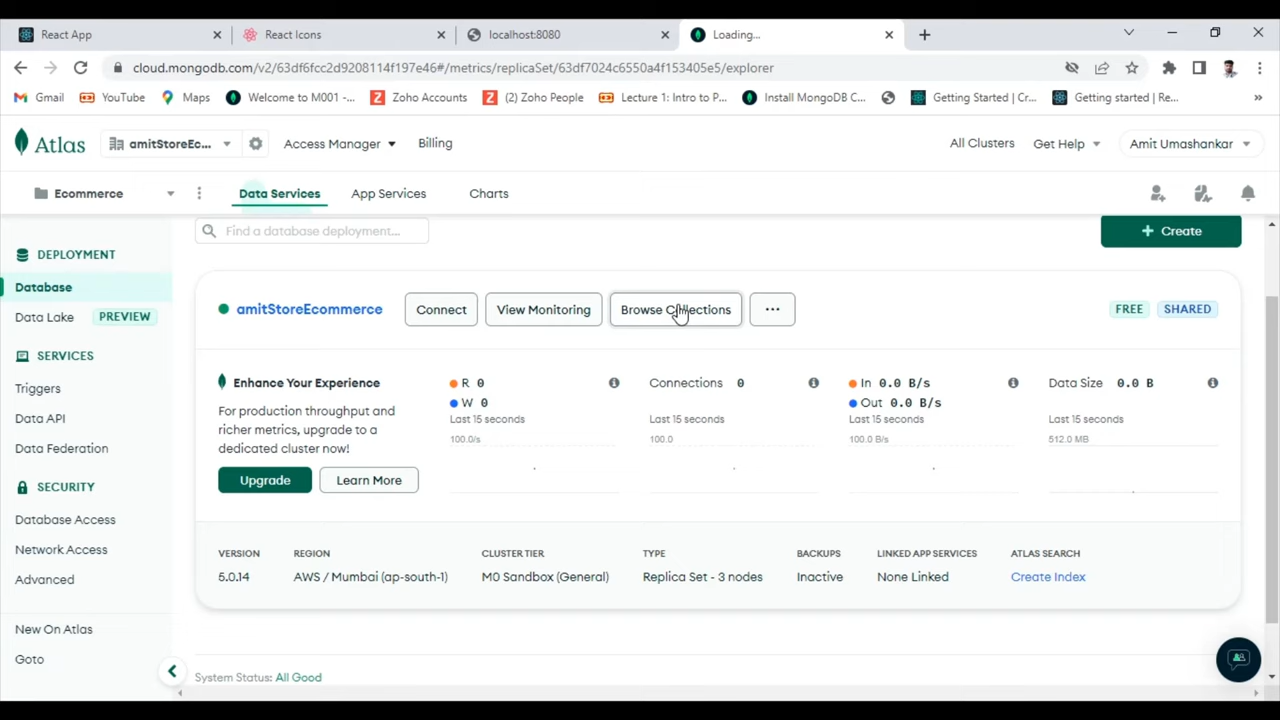 React App
React Icons
localhost:8080
Loading...
cloud.mongodb.com/v2/63df6fcc2d9208114f197e46#/metrics/replicaSet/63df7024c6550a4f153405e5/explorer
Gmail
YouTube
Maps
Welcome to M001 -...
Zoho Accounts
(2) Zoho People
Lecture 1: Intro to P...
Install MongoDB C...
Getting Started | Cr...
Getting started | Re...
»
Atlas
amitStoreEc...
Access Manager
Billing
All Clusters
Get Help
Amit Umashankar
Ecommerce
Data Services
App Services
Charts
Find a database deployment...
+ Create
DEPLOYMENT
Database
Data Lake PREVIEW
SERVICES
Triggers
Data API
Data Federation
SECURITY
Database Access
Network Access
Advanced
New On Atlas
Goto
amitStoreEcommerce
Connect
View Monitoring
Browse Collections
...
FREE
SHARED
Enhance Your Experience
For production throughput and
richer metrics, upgrade to a
dedicated cluster now!
Upgrade
Learn More
R 0
W 0
Last 15 seconds
100.0/s
Connections 0
Last 15 seconds
100.0
In 0.0 B/s
Out 0.0 B/s
Last 15 seconds
100.0 B/s
Data Size 0.0 B
Last 15 seconds
512.0 MB
VERSION
5.0.14
REGION
AWS / Mumbai (ap-south-1)
CLUSTER TIER
M0 Sandbox (General)
TYPE
Replica Set - 3 nodes
BACKUPS
Inactive
LINKED APP SERVICES
None Linked
ATLAS SEARCH
Create Index
System Status: All Good